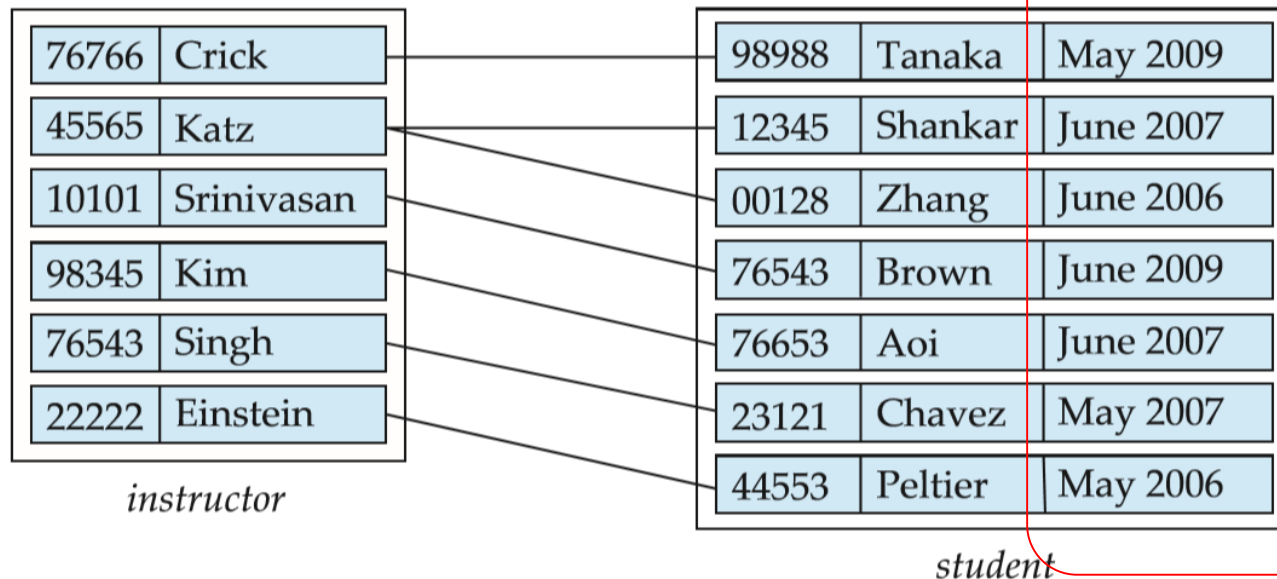 76766 Crick
45565 Katz
10101 Srinivasan
98345 Kim
76543 Singh
22222 Einstein
instructor
98988 Tanaka May 2009
12345 Shankar June 2007
00128 Zhang June 2006
76543 Brown June 2009
76653 Aoi June 2007
23121 Chavez May 2007
44553 Peltier May 2006
student